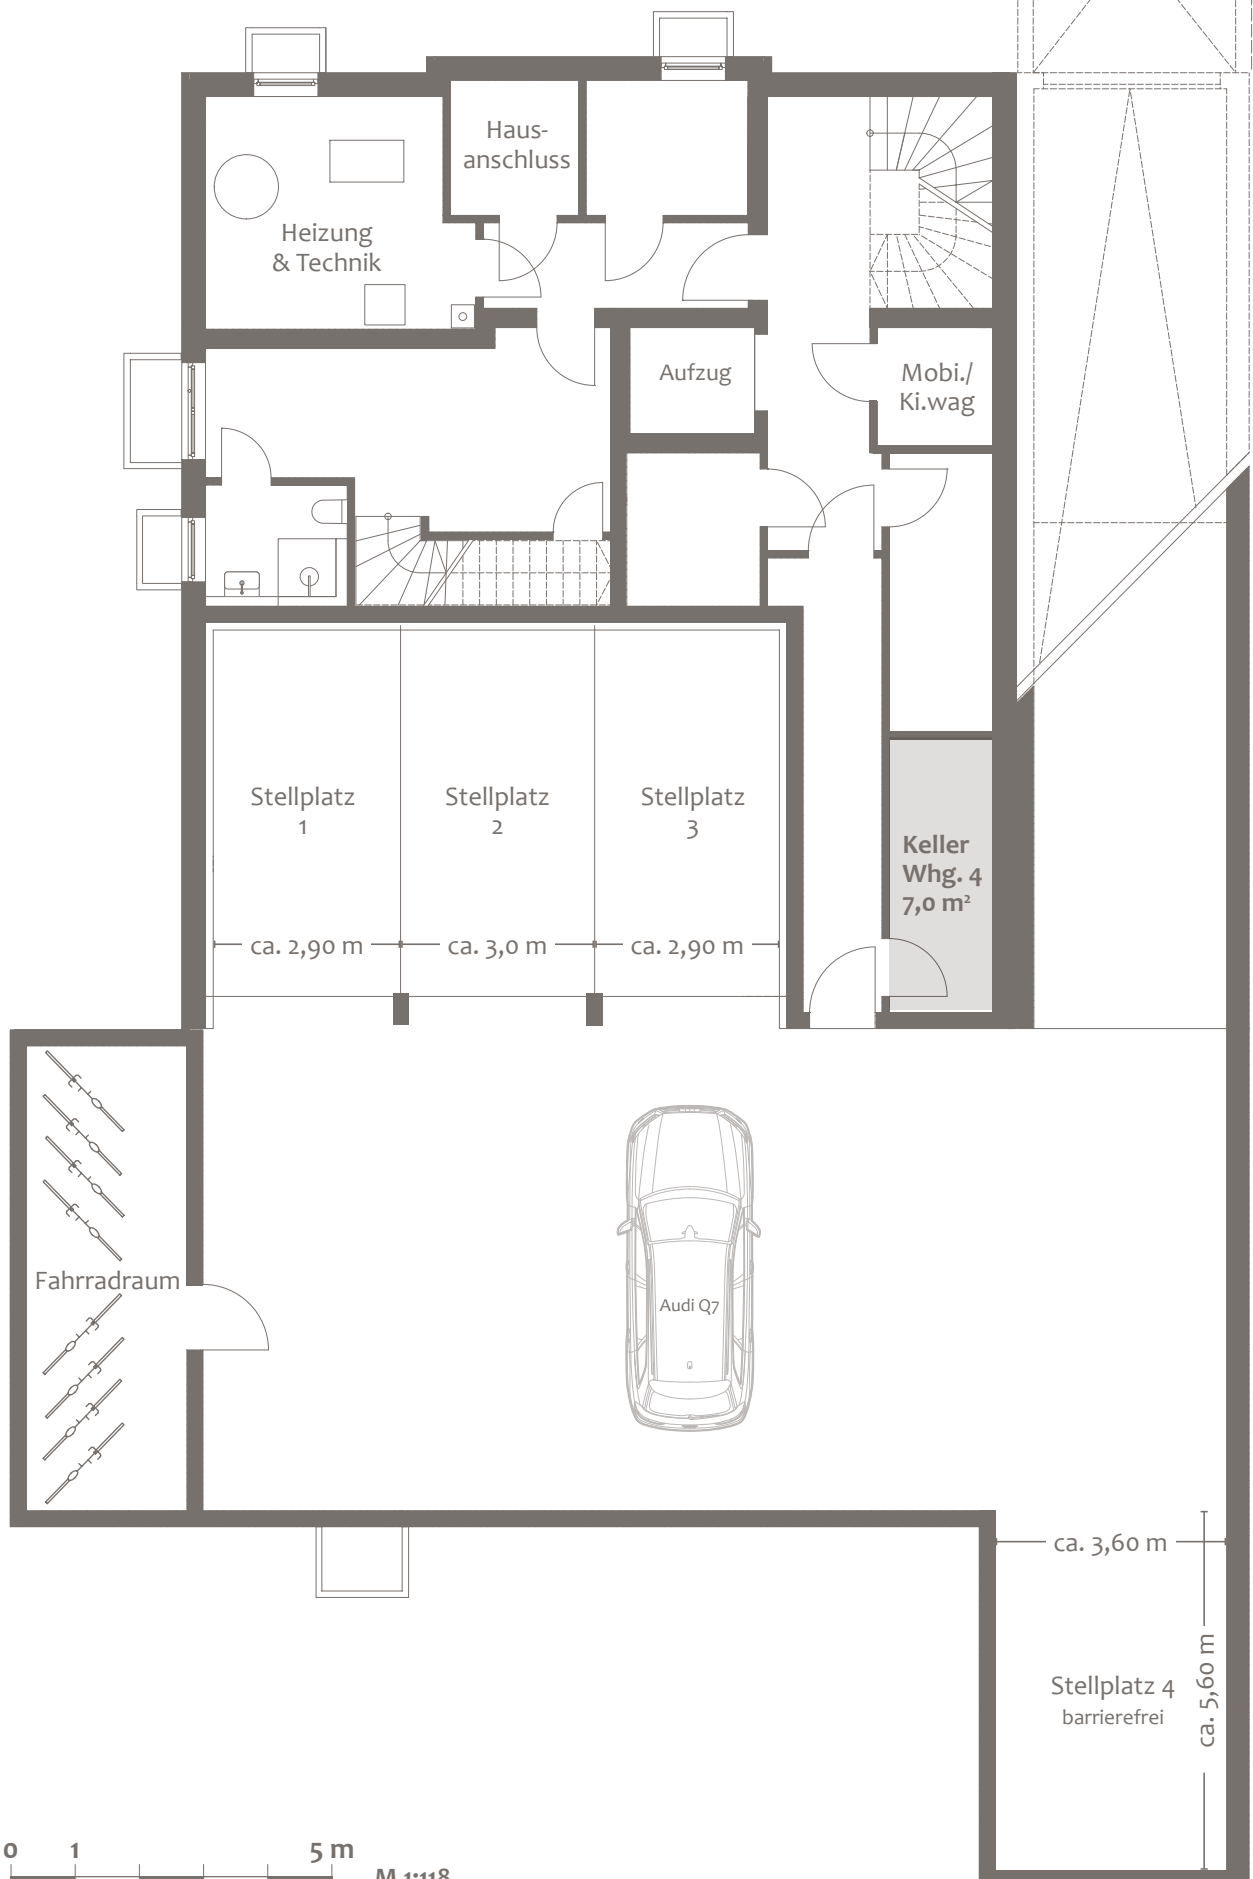 Haus-
anschluss
Heizung
& Technik
Aufzug
Mobi./
Ki.wag
Stellplatz
1
Stellplatz
2
Stellplatz
3
Keller
Whg. 4
7,0 m²
ca. 2,90 m
ca. 3,0 m
ca. 2,90 m
Fahrradraum
Audi Q7
ca. 3,60 m
ca. 5,60 m
Stellplatz 4
barrierefrei
0 1 5 m
M 1:118